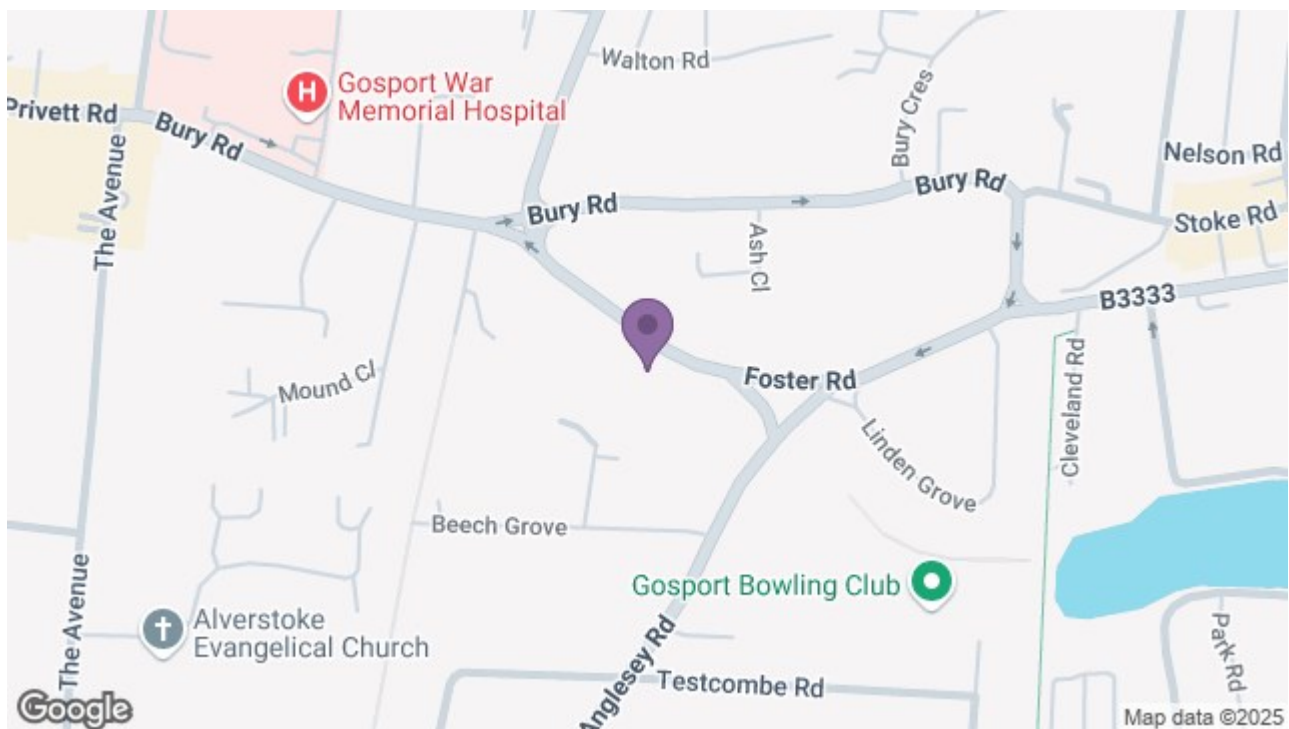 Walton Rd
H
Gosport War
Memorial Hospital
Privett Rd
Bury Rd
Bury Cres
Nelson Rd
The Avenue
Bury Rd
Bury Rd
Stoke Rd
Ash Cl
B3333
Mound Cl
Foster Rd
Cleveland Rd
Linden Grove
Beech Grove
Gosport Bowling Club
Alverstoke
Evangelical Church
The Avenue
Anglesey Rd
Testcombe Rd
Park Rd
Google
Map data ©2025